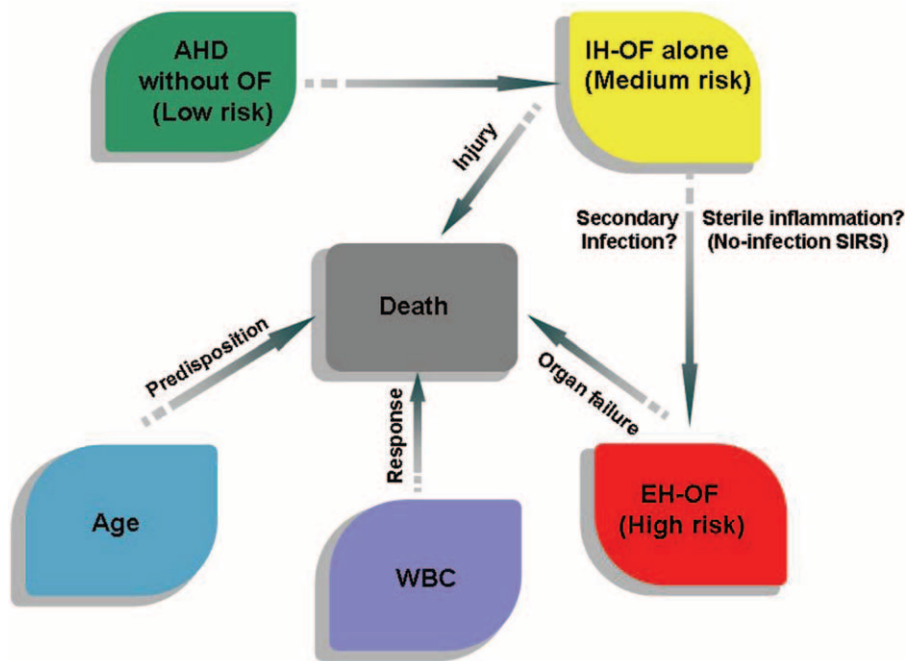 AHD
without OF
(Low risk)
IH-OF alone
(Medium risk)
Injury
Secondary
Infection?
Sterile inflammation?
(No-infection SIRS)
Death
Predisposition
Response
Organ failure
Age
WBC
EH-OF
(High risk)